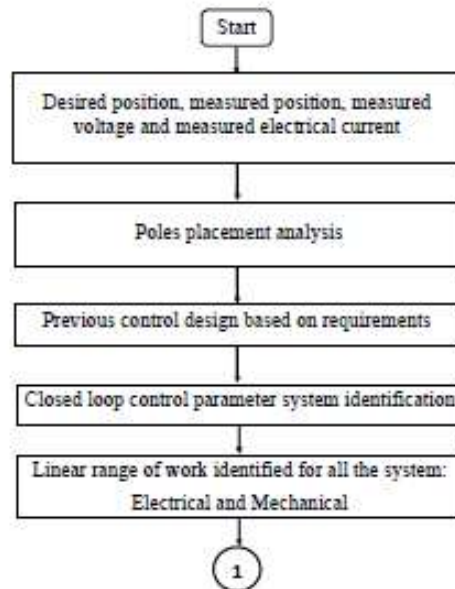 Start
Desired position, measured position, measured
voltage and measured electrical current
Poles placement analysis
Previous control design based on requirements
Closed loop control parameter system identification
Linear range of work identified for all the system:
Electrical and Mechanical
1